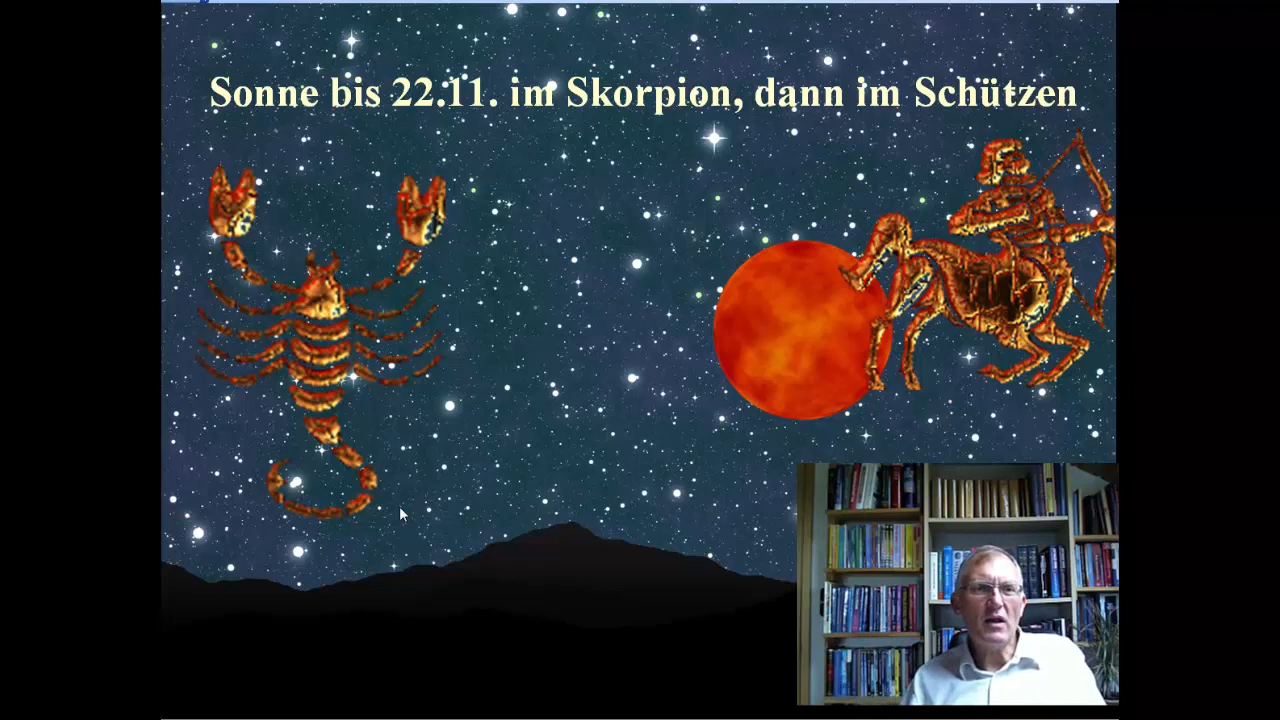 Sonne bis 22.11. im Skorpion, dann im Schützen